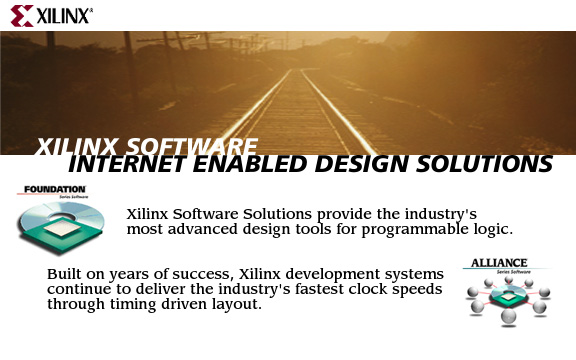 XILINX®
XILINX SOFTWARE
INTERNET ENABLED DESIGN SOLUTIONS
FOUNDATION
Series Software
Xilinx Software Solutions provide the industry's
most advanced design tools for programmable logic.
Built on years of success, Xilinx development systems
continue to deliver the industry's fastest clock speeds
through timing driven layout.
ALLIANCE
Series Software